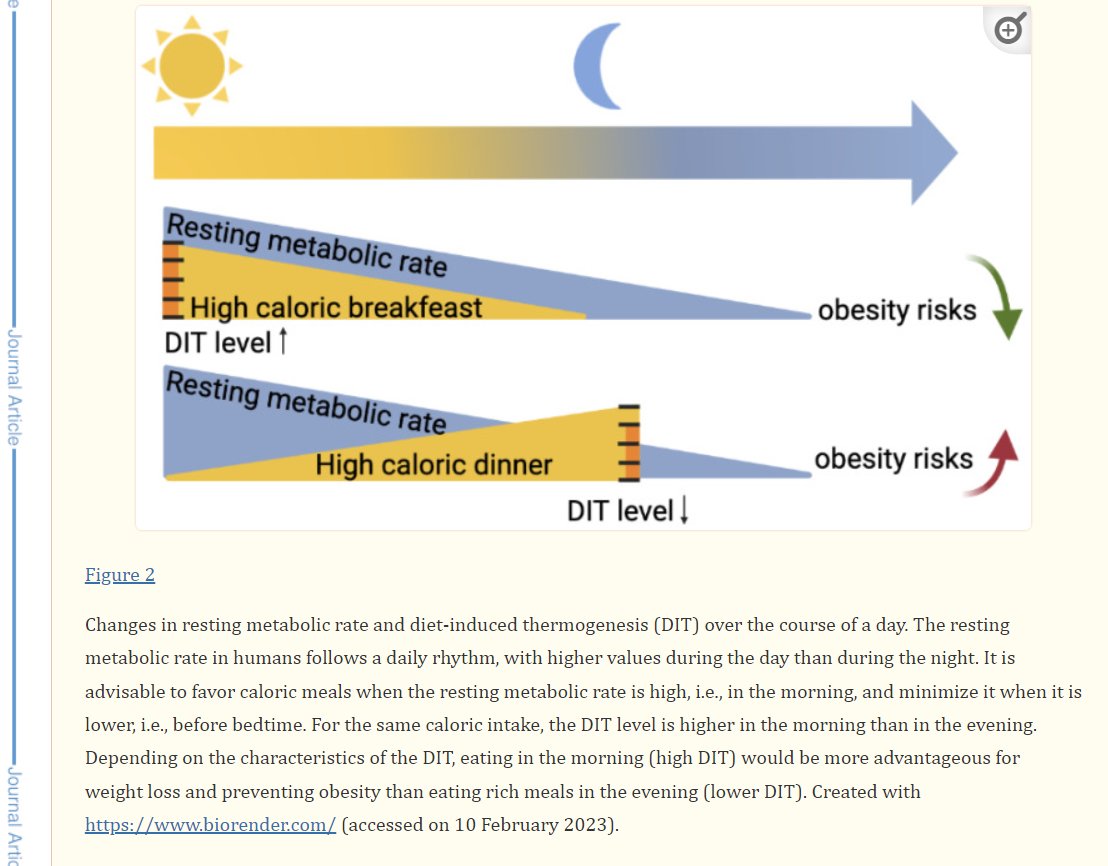 Resting metabolic rate
High caloric breakfeast
obesity risks
DIT level ↑
Resting metabolic rate
High caloric dinner
obesity risks
DIT level ↓
Figure 2
Changes in resting metabolic rate and diet-induced thermogenesis (DIT) over the course of a day. The resting
metabolic rate in humans follows a daily rhythm, with higher values during the day than during the night. It is
advisable to favor caloric meals when the resting metabolic rate is high, i.e., in the morning, and minimize it when it is
lower, i.e., before bedtime. For the same caloric intake, the DIT level is higher in the morning than in the evening.
Depending on the characteristics of the DIT, eating in the morning (high DIT) would be more advantageous for
weight loss and preventing obesity than eating rich meals in the evening (lower DIT). Created with
https://www.biorender.com/ (accessed on 10 February 2023).
Journal Article